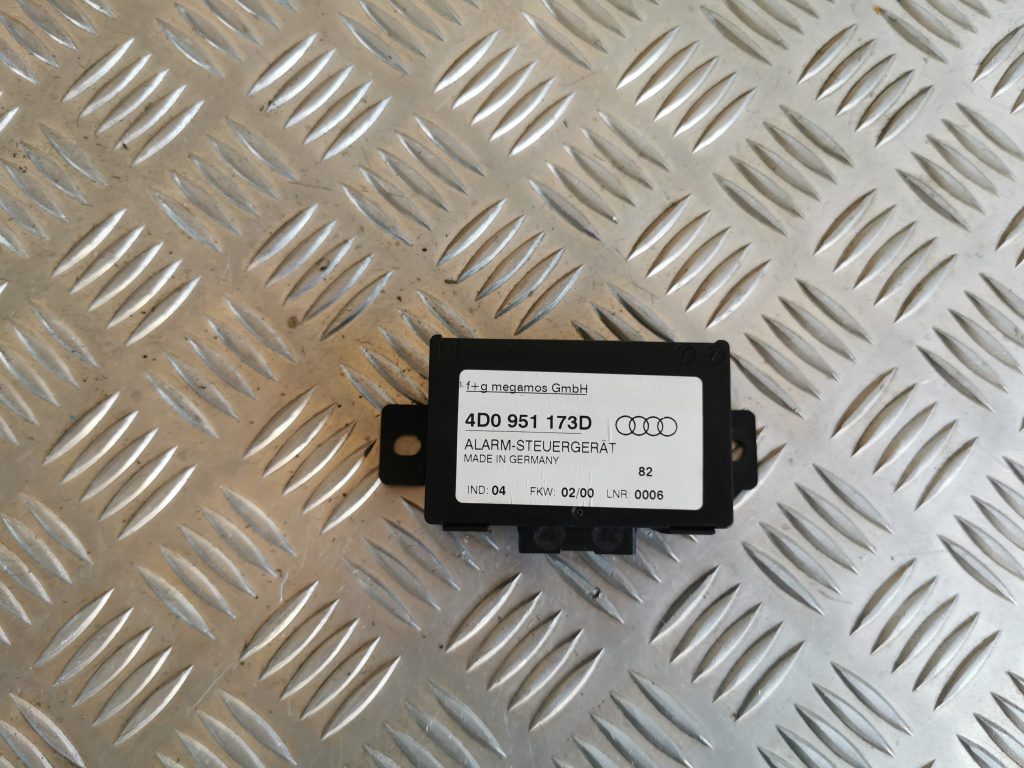 f+g megamos GmbH
4D0 951 173D
ALARM-STEUERGERÄT
MADE IN GERMANY
82
IND: 04 FKW: 02/00 LNR: 0006